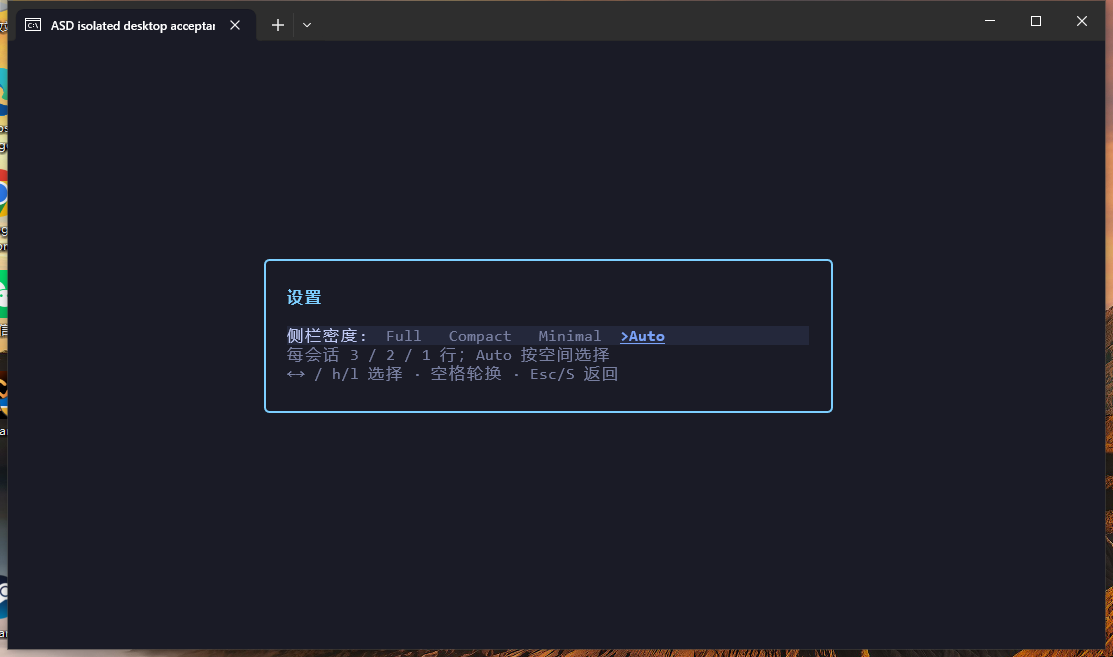 ASD isolated desktop acceptar
设置
侧栏密度: Full Compact Minimal >Auto
每会话 3 / 2 / 1 行; Auto 按空间选择
↔ / h/l 选择 · 空格轮换 · Esc/S 返回